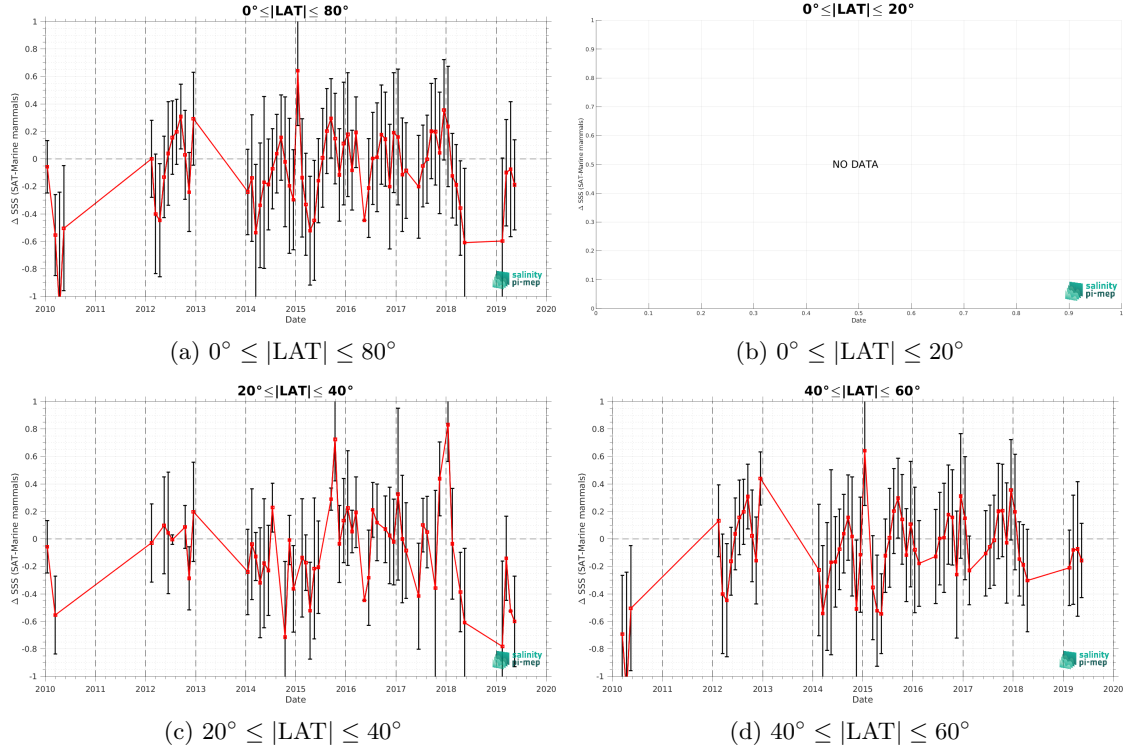 0°≤|LAT|≤ 80°
Δ SSS (SAT-Marine mammals)
1
0.8
0.6
0.4
0.2
0
-0.2
-0.4
-0.6
-0.8
-1
2010 2011 2012 2013 2014 2015 2016 2017 2018 2019 2020
Date
salinity
pi-mep
(a) 0° ≤ |LAT| ≤ 80°
0°≤|LAT|≤ 20°
Δ SSS (SAT-Marine mammals)
1
0.9
0.8
0.7
0.6
0.5
0.4
0.3
0.2
0.1
0
NO DATA
0 0.1 0.2 0.3 0.4 0.5 0.6 0.7 0.8 0.9 1
Date
salinity
pi-mep
(b) 0° ≤ |LAT| ≤ 20°
20°≤|LAT|≤ 40°
Δ SSS (SAT-Marine mammals)
1
0.8
0.6
0.4
0.2
0
-0.2
-0.4
-0.6
-0.8
-1
2010 2011 2012 2013 2014 2015 2016 2017 2018 2019 2020
Date
salinity
pi-mep
(c) 20° ≤ |LAT| ≤ 40°
40°≤|LAT|≤ 60°
Δ SSS (SAT-Marine mammals)
1
0.8
0.6
0.4
0.2
0
-0.2
-0.4
-0.6
-0.8
-1
2010 2011 2012 2013 2014 2015 2016 2017 2018 2019 2020
Date
salinity
pi-mep
(d) 40° ≤ |LAT| ≤ 60°